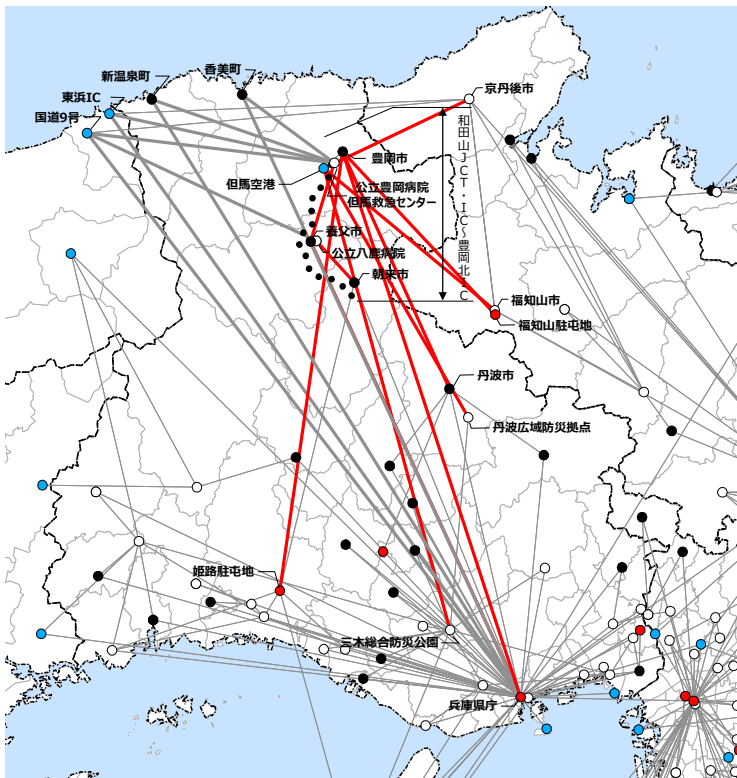 香美町
新温泉町
東浜IC
国道9号
京丹後市
和田山JCT・IC~豊岡北IC
豊岡市
但馬空港
公立豊岡病院
但馬救急センター
養父市
公立八鹿病院
朝来市
福知山市
福知山駐屯地
丹波市
丹波広域防災拠点
姫路駐屯地
三木総合防災公園
兵庫県庁